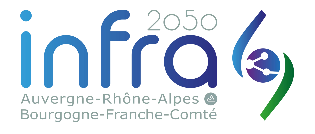 2050
infra
Auvergne-Rhône-Alpes &
Bourgogne-Franche-Comté